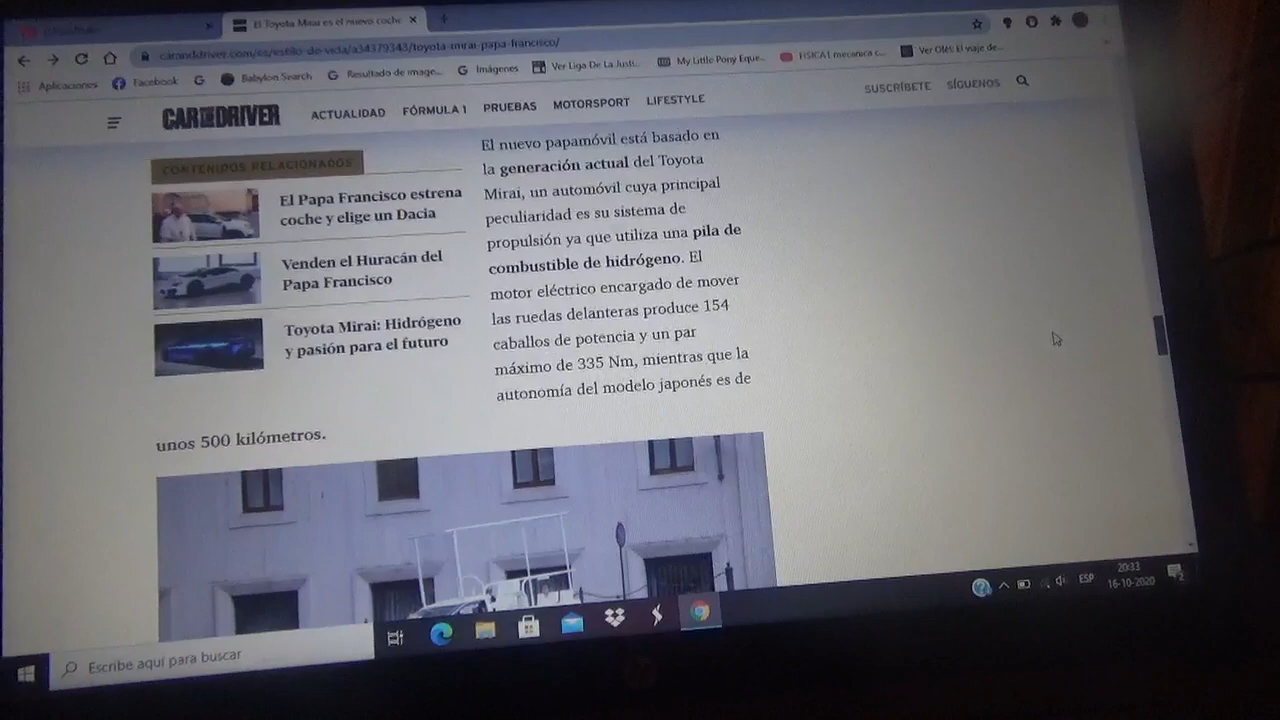 El Toyota Mirai es el nuevo coche
caranddriver.com/es/estilo-de-vida/a34379343/toyota-mirai-papa-francisco/
Aplicaciones Facebook Babylon Search Resultado de image... Imágenes Ver Liga De La Justi... My Little Pony Eque... FISICA1 mecanica c... Ver Olé!: El viaje de...
CAR AND DRIVER ACTUALIDAD FÓRMULA 1 PRUEBAS MOTORSPORT LIFESTYLE SUSCRÍBETE SÍGUENOS
CONTENIDOS RELACIONADOS
El Papa Francisco estrena
coche y elige un Dacia
Venden el Huracán del
Papa Francisco
Toyota Mirai: Hidrógeno
y pasión para el futuro
El nuevo papamóvil está basado en
la generación actual del Toyota
Mirai, un automóvil cuya principal
peculiaridad es su sistema de
propulsión ya que utiliza una pila de
combustible de hidrógeno. El
motor eléctrico encargado de mover
las ruedas delanteras produce 154
caballos de potencia y un par
máximo de 335 Nm, mientras que la
autonomía del modelo japonés es de
unos 500 kilómetros.
Escribe aquí para buscar
ESP
20:33
16-10-2020
2